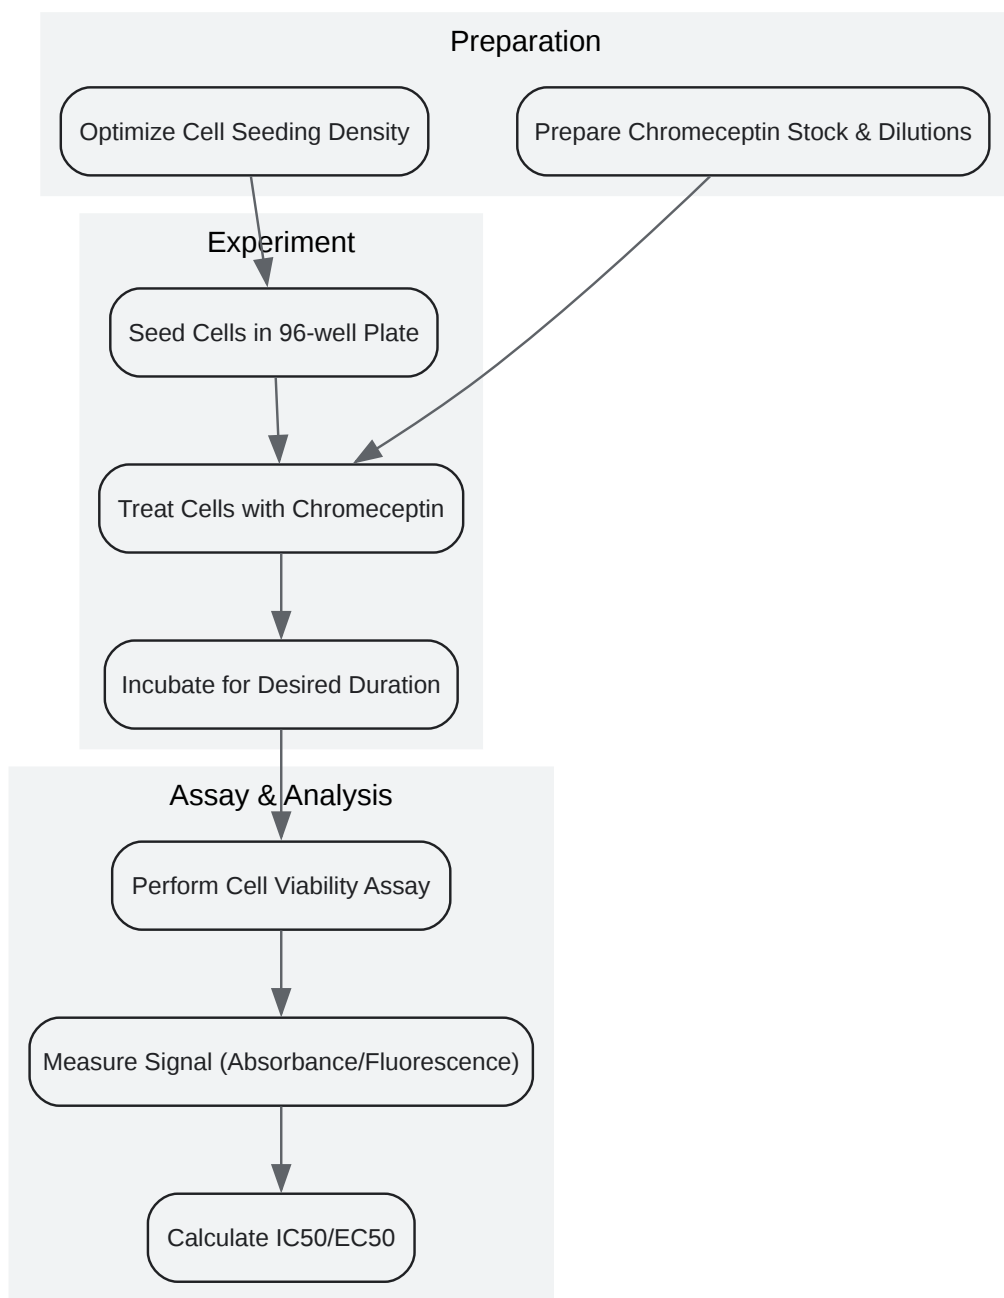 Preparation
Optimize Cell Seeding Density
Prepare Chromeceptin Stock & Dilutions
Experiment
Seed Cells in 96-well Plate
Treat Cells with Chromeceptin
Incubate for Desired Duration
Assay & Analysis
Perform Cell Viability Assay
Measure Signal (Absorbance/Fluorescence)
Calculate IC50/EC50